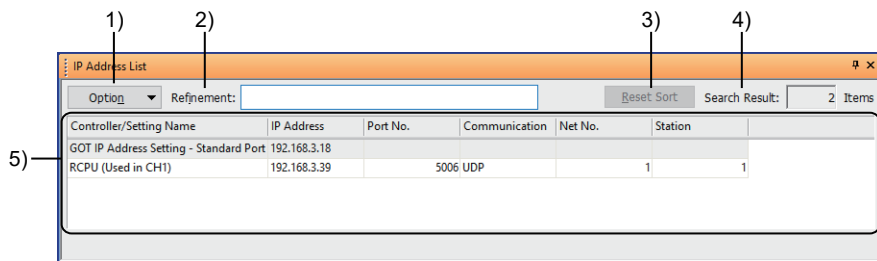 1) 2) 3) 4)
IP Address List
Option Refinement: Reset Sort Search Result: 2 Items
Controller/Setting Name IP Address Port No. Communication Net No. Station
5)
GOT IP Address Setting - Standard Port 192.168.3.18
RCPU (Used in CH1) 192.168.3.39 5006 UDP 1 1